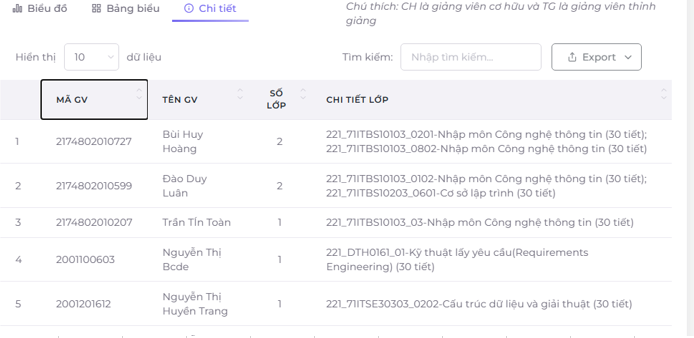 Biểu đồ Bảng biểu Chi tiết
Chú thích: CH là giảng viên cơ hữu và TG là giảng viên thỉnh
giảng
Hiển thị 10 dữ liệu Tìm kiếm: Nhập tìm kiếm... Export
MÃ GV TÊN GV SỐ LỚP CHI TIẾT LỚP
1 2174802010727 Bùi Huy Hoàng 2 221_71ITBS10103_0201-Nhập môn Công nghệ thông tin (30 tiết);
221_71ITBS10103_0802-Nhập môn Công nghệ thông tin (30 tiết)
2 2174802010599 Đào Duy Luân 2 221_71ITBS10103_0102-Nhập môn Công nghệ thông tin (30 tiết);
221_71ITBS10203_0601-Cơ sở lập trình (30 tiết)
3 2174802010207 Trần Tín Toàn 1 221_71ITBS10103_03-Nhập môn Công nghệ thông tin (30 tiết)
4 2001100603 Nguyễn Thị Bcde 1 221_DTH0161_01-Kỹ thuật lấy yêu cầu(Requirements
Engineering) (30 tiết)
5 2001201612 Nguyễn Thị Huyền Trang 1 221_71ITSE30303_0202-Cấu trúc dữ liệu và giải thuật (30 tiết)